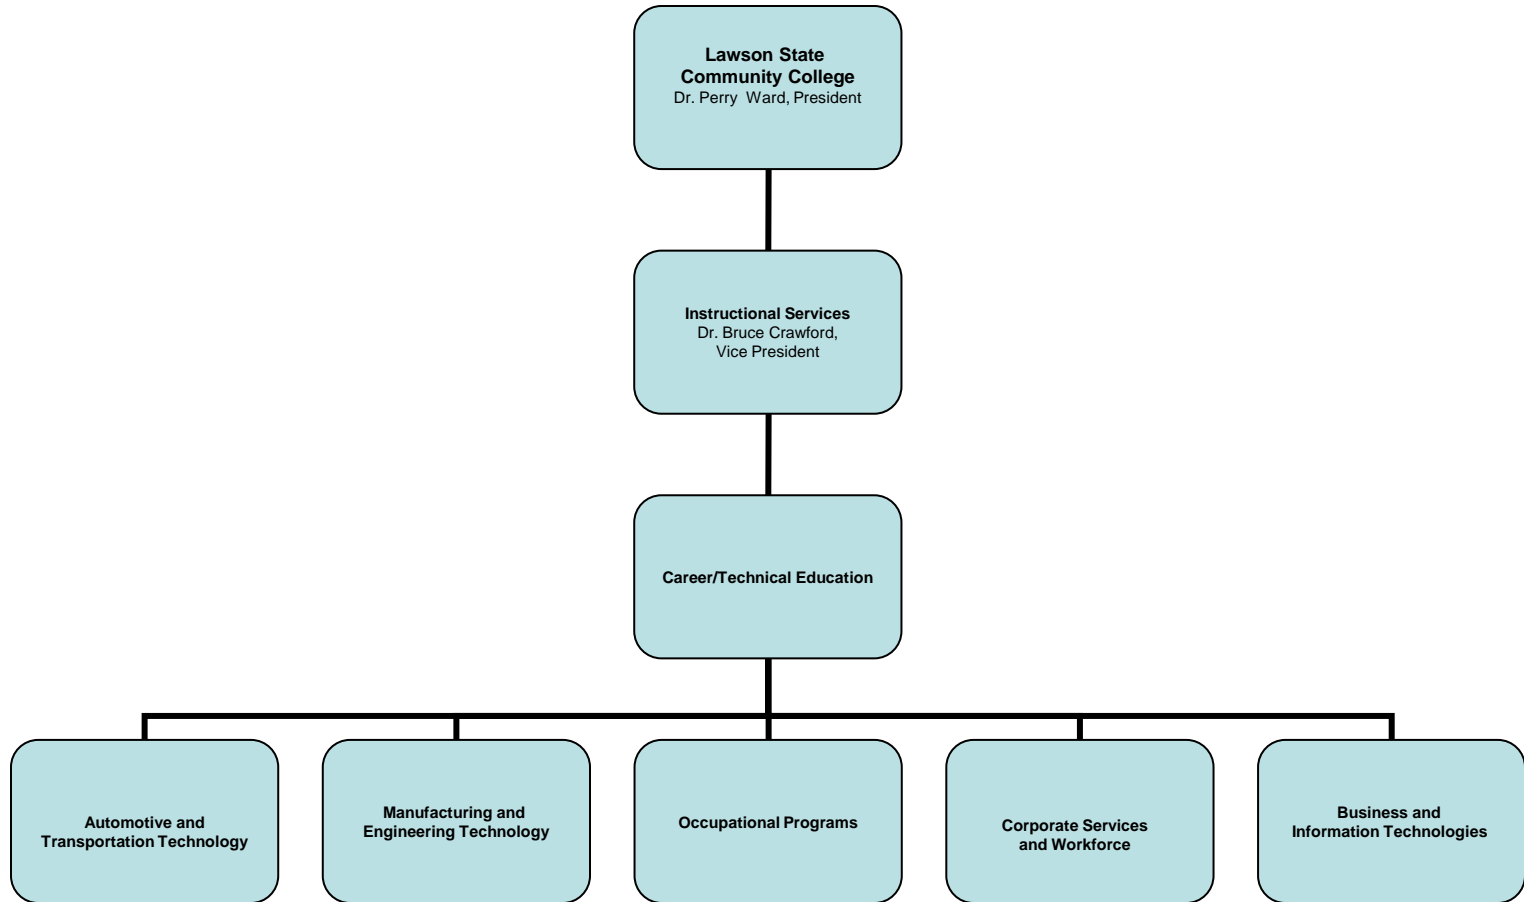 Lawson State
Community College
Dr. Perry Ward, President
Instructional Services
Dr. Bruce Crawford,
Vice President
Career/Technical Education
Automotive and
Transportation Technology
Manufacturing and
Engineering Technology
Occupational Programs
Corporate Services
and Workforce
Business and
Information Technologies